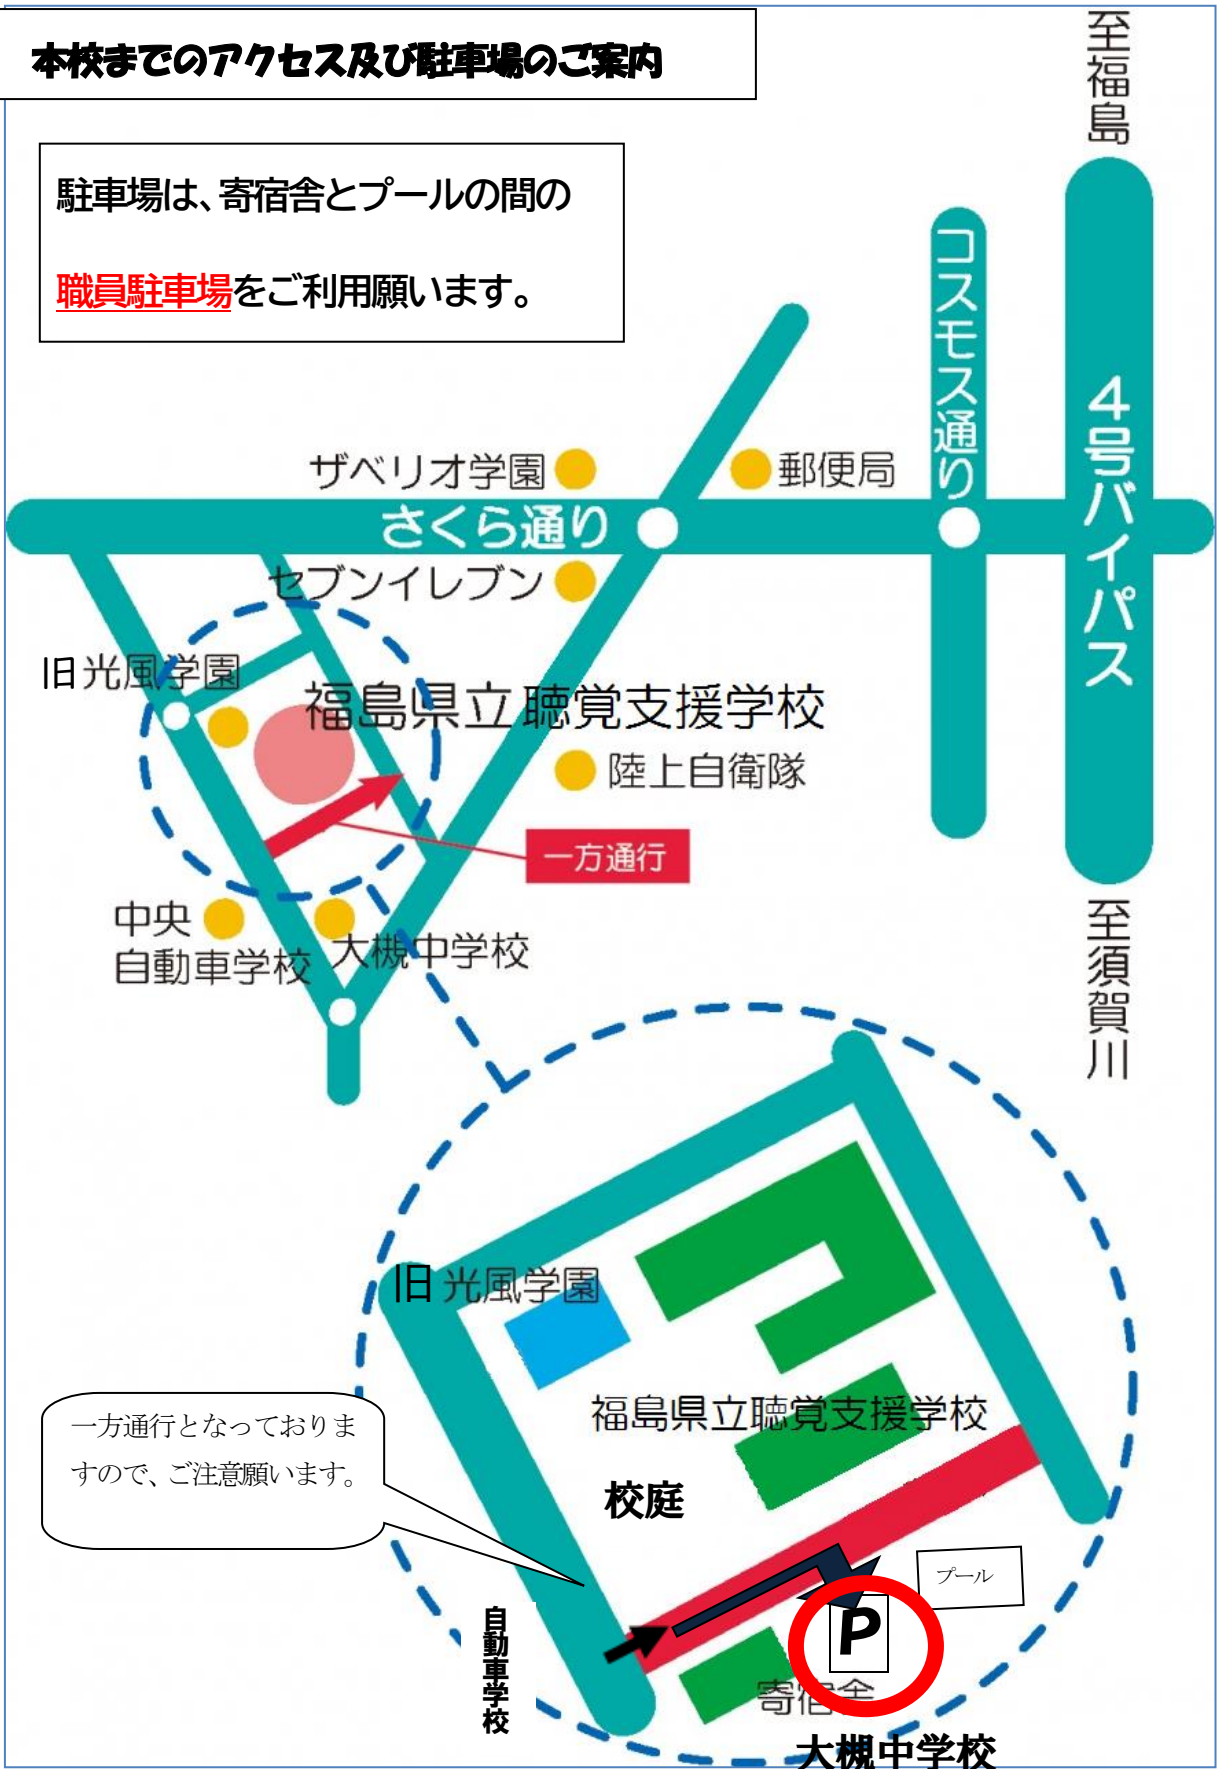 本校までのアクセス及び駐車場のご案内
至福島
駐車場は、寄宿舎とプールの間の
職員駐車場をご利用願います。
コスモス通り
4号バイパス
ザベリオ学園
郵便局
さくら通り
セブンイレブン
旧光風学園
福島県立聴覚支援学校
陸上自衛隊
一方通行
中央
自動車学校
大槻中学校
至須賀川
旧光風学園
福島県立聴覚支援学校
一方通行となっておりま
すので、ご注意願います。
校庭
プール
自動車学校
P
寄宿舎
大槻中学校